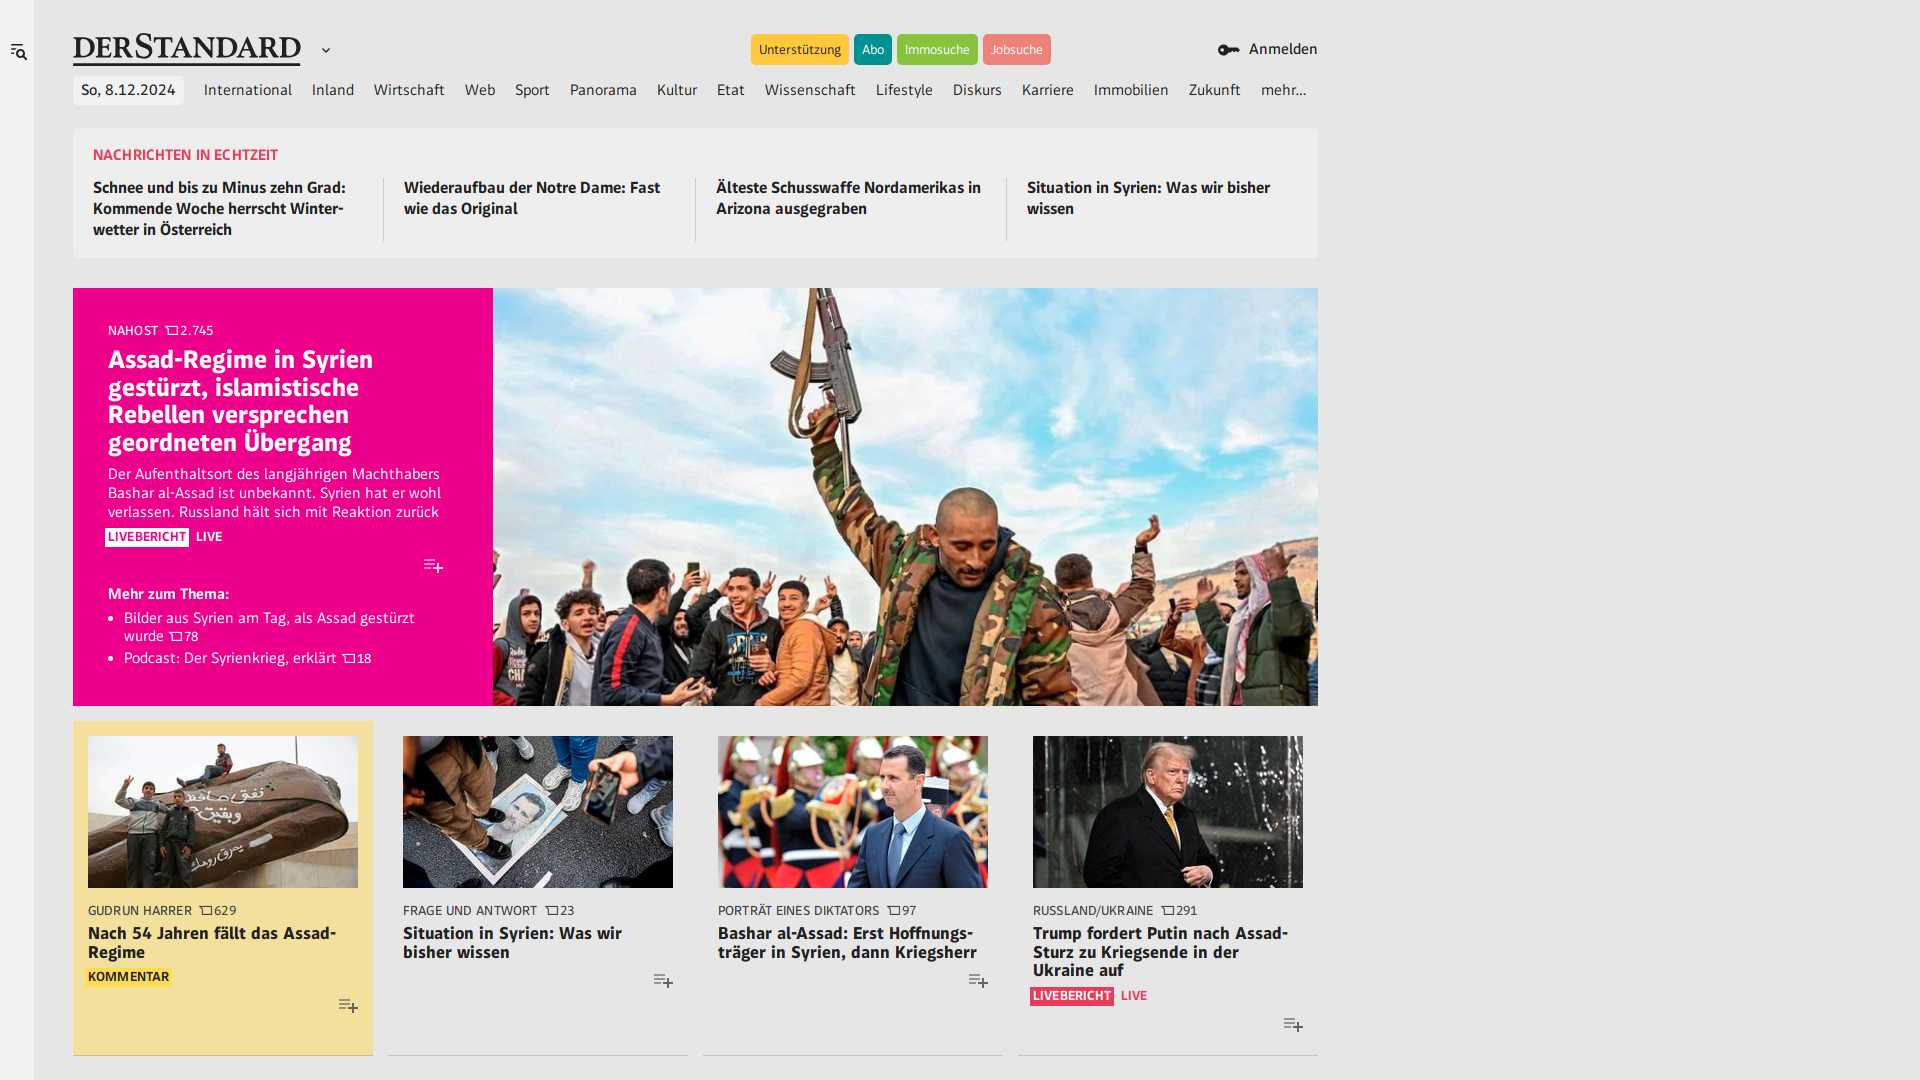 DERSTANDARD
Unterstützung
Abo
Immosuche
Jobsuche
Anmelden
So, 8.12.2024
International
Inland
Wirtschaft
Web
Sport
Panorama
Kultur
Etat
Wissenschaft
Lifestyle
Diskurs
Karriere
Immobilien
Zukunft
mehr...
NACHRICHTEN IN ECHTZEIT
Schnee und bis zu Minus zehn Grad:
Kommende Woche herrscht Winter-
wetter in Österreich
Wiederaufbau der Notre Dame: Fast
wie das Original
Älteste Schusswaffe Nordamerikas in
Arizona ausgegraben
Situation in Syrien: Was wir bisher
wissen
NAHOST 2.745
Assad-Regime in Syrien
gestürzt, islamistische
Rebellen versprechen
geordneten Übergang
Der Aufenthaltsort des langjährigen Machthabers
Bashar al-Assad ist unbekannt. Syrien hat er wohl
verlassen. Russland hält sich mit Reaktion zurück
LIVEBERICHT LIVE
Mehr zum Thema:
Bilder aus Syrien am Tag, als Assad gestürzt
wurde 78
Podcast: Der Syrienkrieg, erklärt 18
GUDRUN HARRER 629
Nach 54 Jahren fällt das Assad-
Regime
KOMMENTAR
FRAGE UND ANTWORT 23
Situation in Syrien: Was wir
bisher wissen
PORTRÄT EINES DIKTATORS 97
Bashar al-Assad: Erst Hoffnungs-
träger in Syrien, dann Kriegsherr
RUSSLAND/UKRAINE 291
Trump fordert Putin nach Assad-
Sturz zu Kriegsende in der
Ukraine auf
LIVEBERICHT LIVE